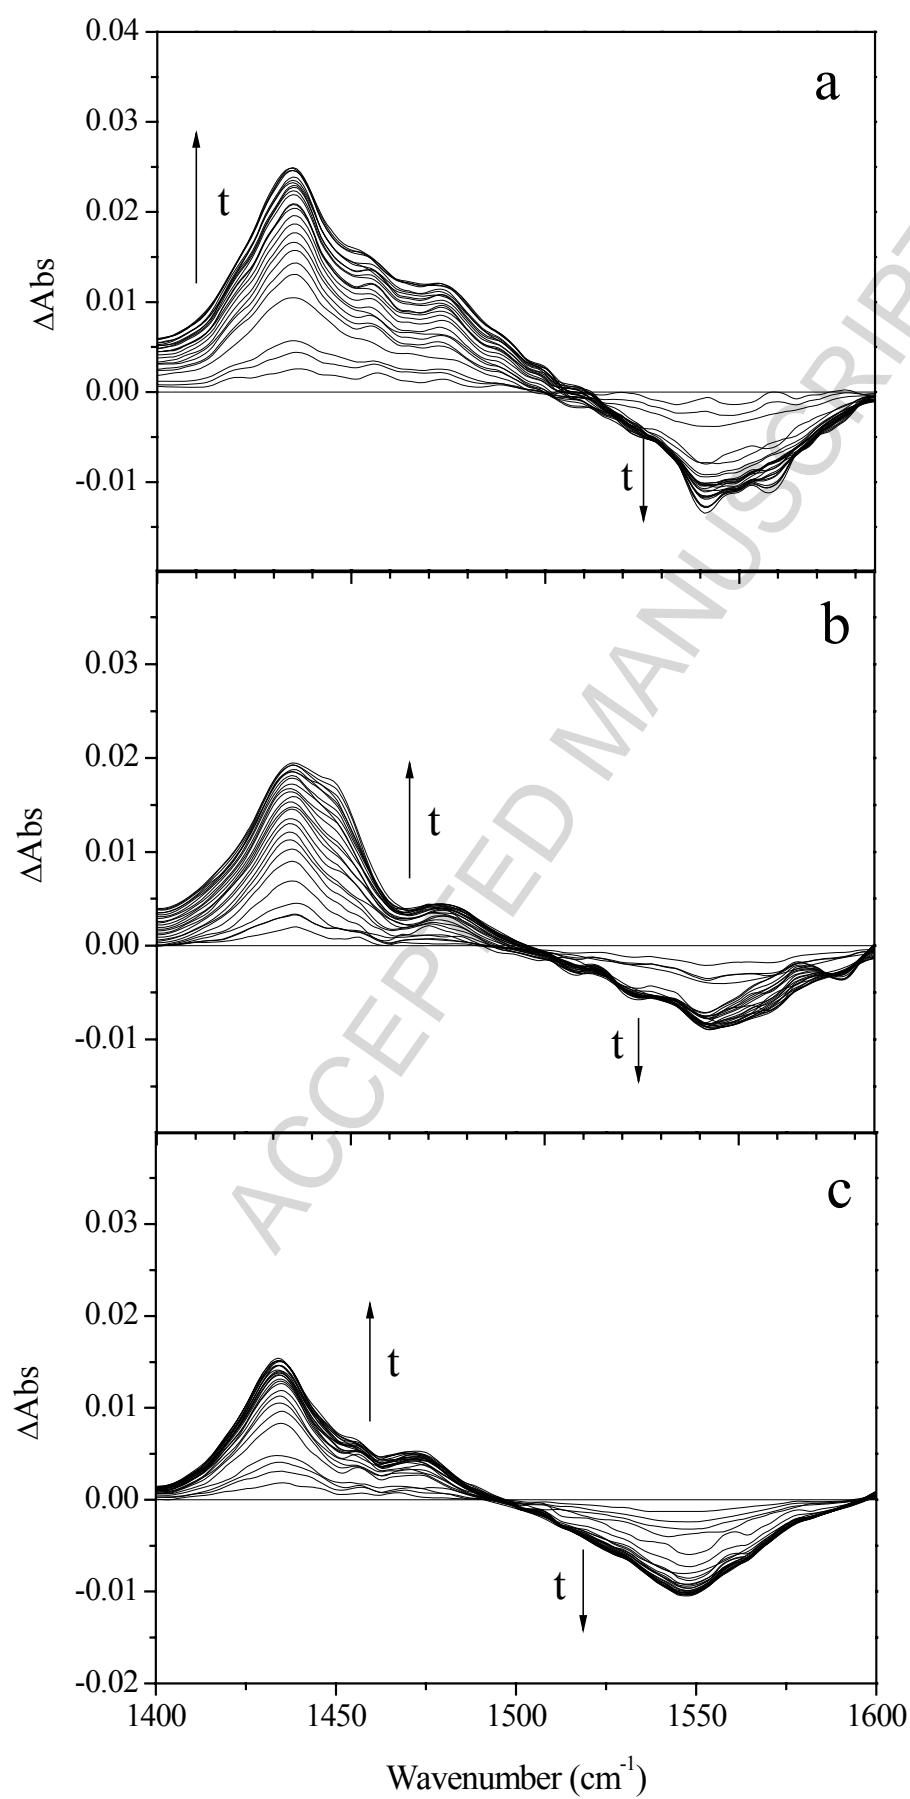 a
0.04
0.03
0.02
0.01
0.00
-0.01
ΔAbs
t
t
b
0.03
0.02
0.01
0.00
-0.01
ΔAbs
t
t
c
0.03
0.02
0.01
0.00
-0.01
-0.02
ΔAbs
t
t
1400 1450 1500 1550 1600
Wavenumber (cm⁻¹)
ACCEPTED MANUSCRIPT